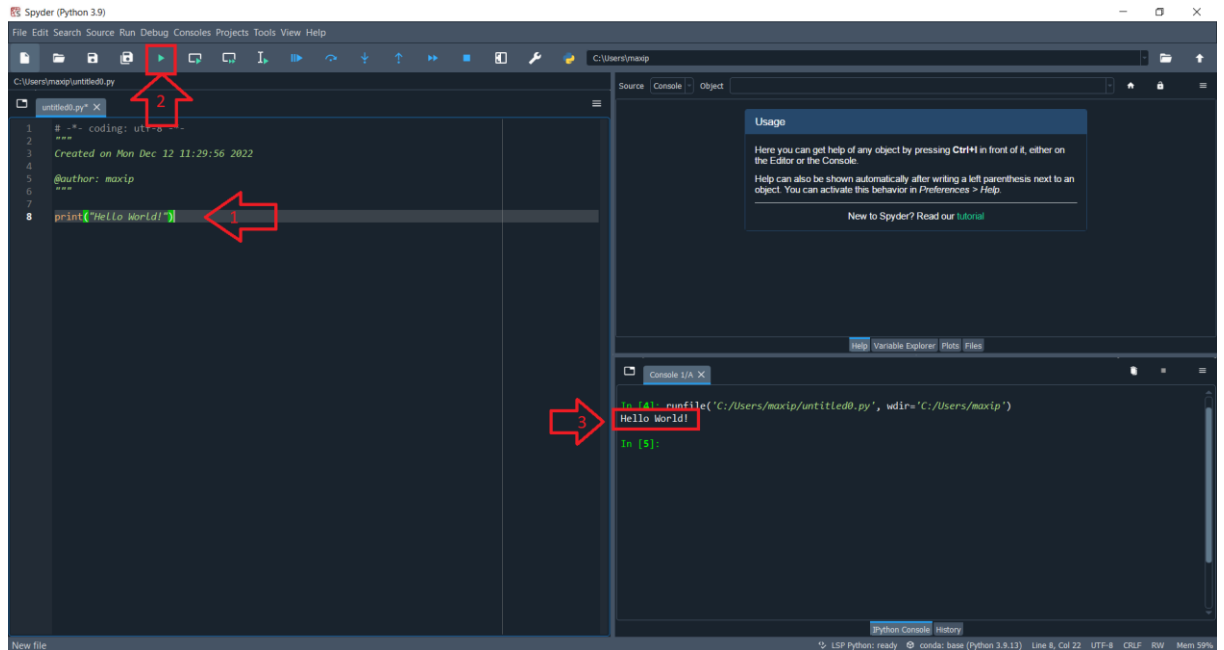 Spyder (Python 3.9)
File Edit Search Source Run Debug Consoles Projects Tools View Help
C:\Users\maxip
C:\Users\maxip\untitled0.py
untitled0.py* X
2
1 # -*- coding: utf-8 -*-
2 """
3 Created on Mon Dec 12 11:29:56 2022
4
5 @author: maxip
6 """
7
8 print("Hello World!")
1
Source Console Object
Usage
Here you can get help of any object by pressing Ctrl+I in front of it, either on
the Editor or the Console.
Help can also be shown automatically after writing a left parenthesis next to an
object. You can activate this behavior in Preferences > Help.
New to Spyder? Read our tutorial
Help Variable Explorer Plots Files
Console 1/A X
In [4]: runfile('C:/Users/maxip/untitled0.py', wdir='C:/Users/maxip')
3
Hello World!
In [5]:
IPython Console History
New file
LSP Python: ready conda: base (Python 3.9.13) Line 8, Col 22 UTF-8 CRLF RW Mem 59%